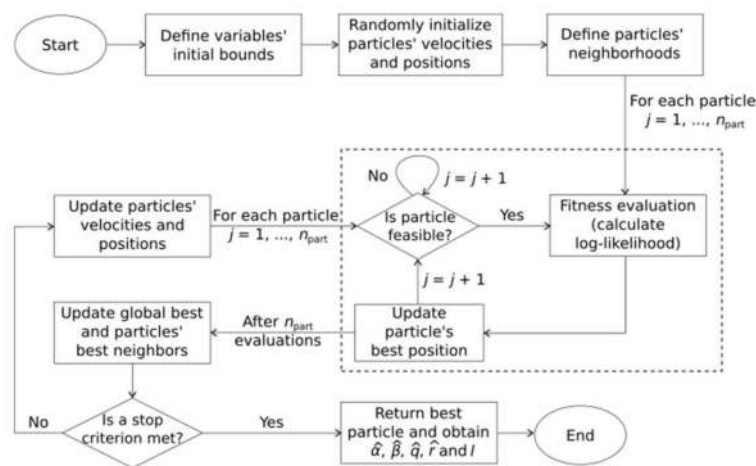 Start
Define variables'
initial bounds
Randomly initialize
particles' velocities
and positions
Define particles'
neighborhoods
For each particle
j = 1, ..., n_part
No
j = j + 1
Update particles'
velocities and
positions
For each particle
j = 1, ..., n_part
Is particle
feasible?
Yes
Fitness evaluation
(calculate
log-likelihood)
j = j + 1
Update global best
and particles'
best neighbors
After n_part
evaluations
Update
particle's
best position
No
Is a stop
criterion met?
Yes
Return best
particle and obtain
α̂, β̂, q̂, r̂ and l
End